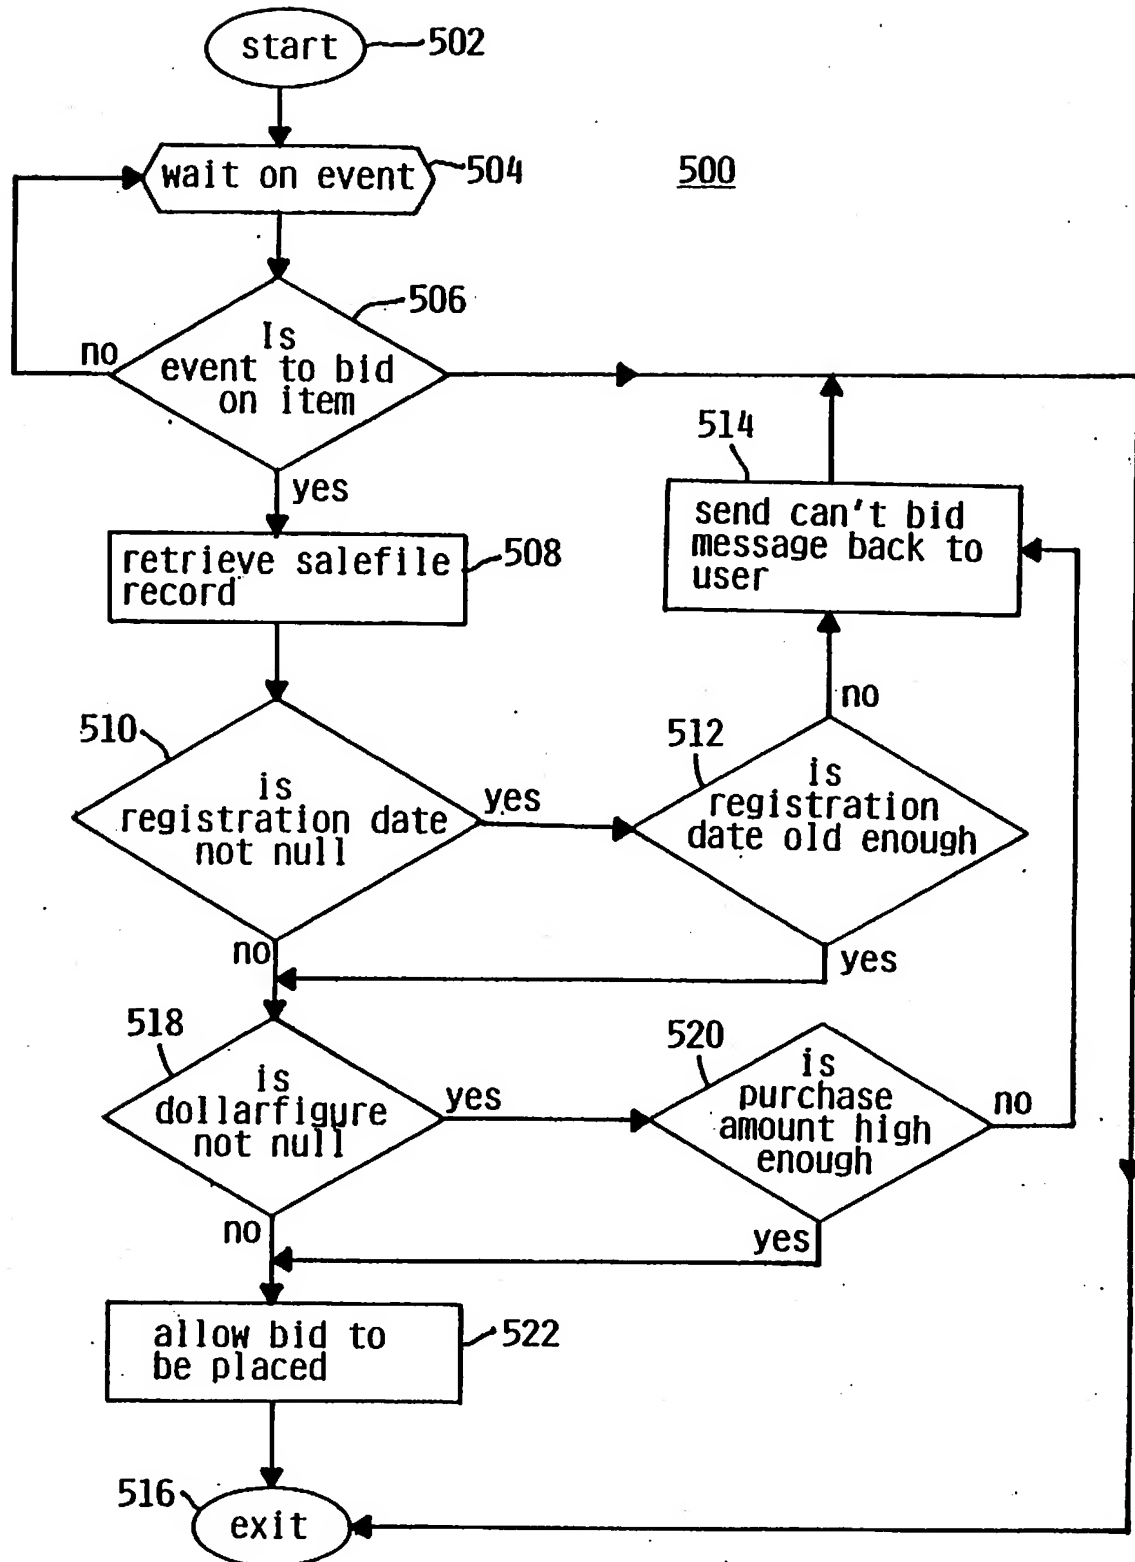 start
502
wait on event
504
500
506
Is
event to bid
on item
no
yes
514
send can't bid
message back to
user
retrieve salefile
record
508
no
510
is
registration date
not null
yes
512
is
registration
date old enough
no
yes
518
is
dollarfigure
not null
yes
520
is
purchase
amount high
enough
no
no
yes
allow bid to
be placed
522
516
exit